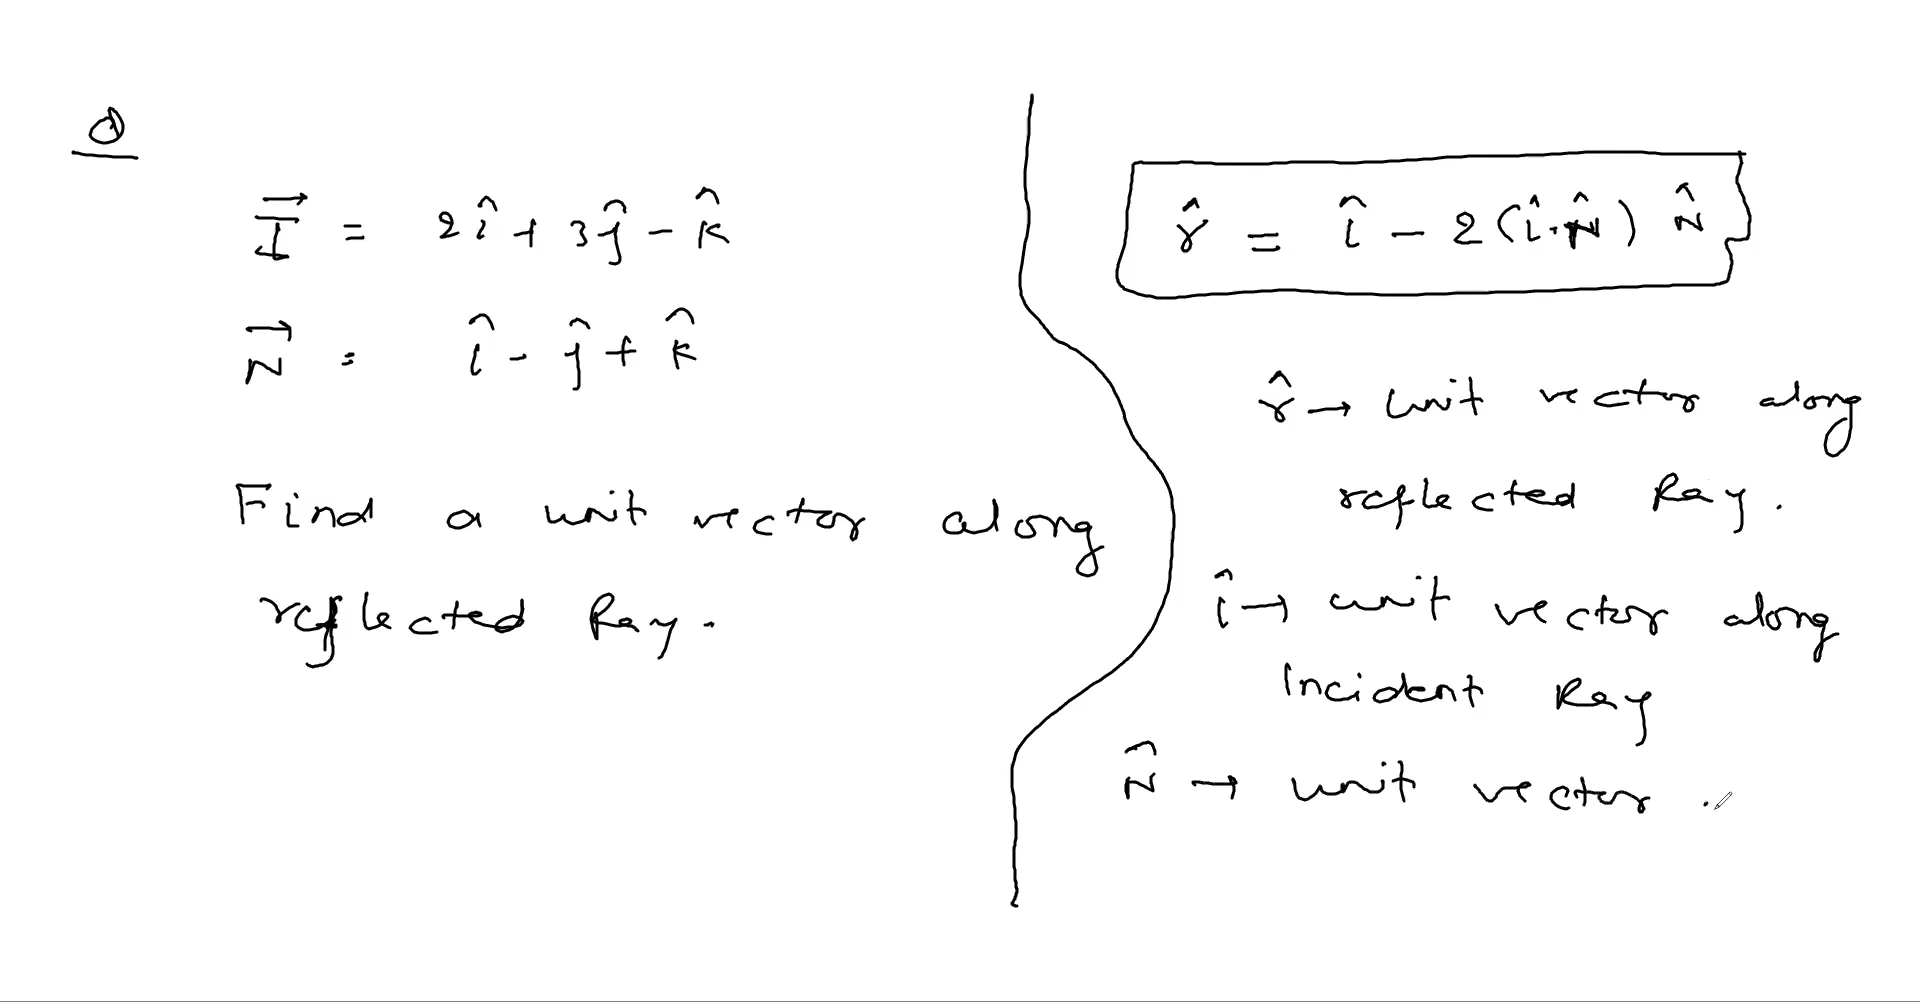 Q
I⃗ = 2î + 3ĵ - k̂
N⃗ = î - ĵ + k̂
Find a unit vector along
reflected Ray.
r̂ = î - 2(î.N̂) N̂
r̂ → unit vector along
reflected Ray.
î → unit vector along
Incident Ray
N̂ → unit vector